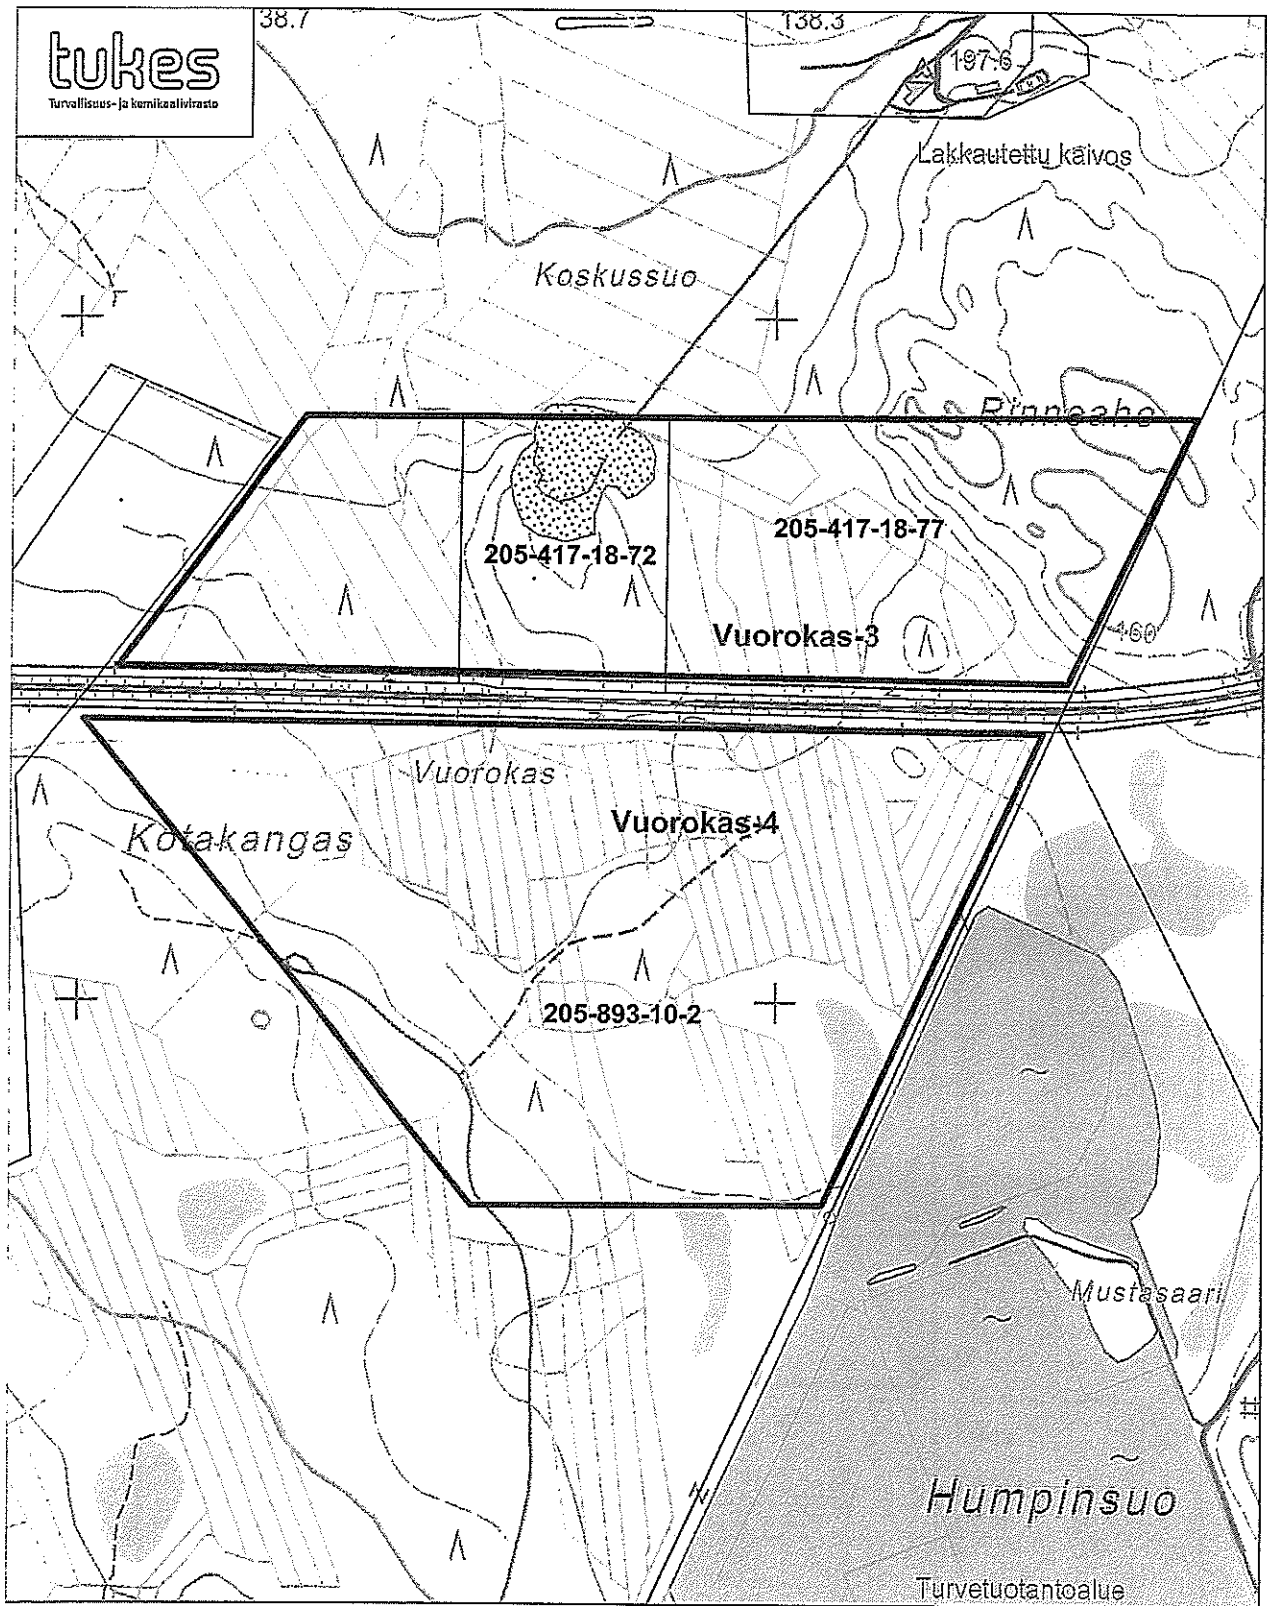 38.7
138.3
tukes
Turvallisuus- ja kemikaalivirasto
197.6
Lakkautettu kaivos
Koskussuo
Rinneaho
205-417-18-77
205-417-18-72
Vuorokas-3
160
Vuorokas
Vuorokas-4
Kotakangas
205-893-10-2
Mustasaari
Humpinsuo
Turvetuotantoalue